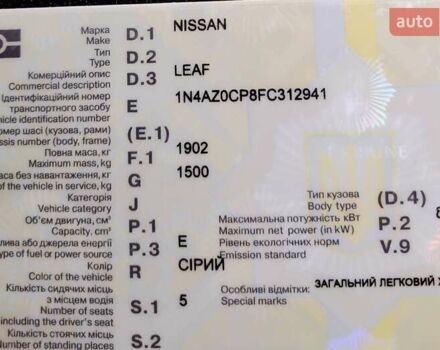 auto
Марка D.1 NISSAN
Make
Тип D.2
Type
Комерційний опис D.3 LEAF
Commercial description
Ідентифікаційний номер
транспортного засобу E 1N4AZ0CP8FC312941
vehicle identification number
номер шасі (кузова, рами) (E.1)
chassis number (body, frame)
Повна маса, кг F.1 1902
Maximum mass, kg
маса без навантаження, кг G 1500
of the vehicle in service, kg
Категорія J Тип кузова (D.4)
Vehicle category Body type
Об'єм двигуна, см³ P.1 Максимальна потужність кВт P.2
Capacity, cm³ Maximum net power (in kW)
палива або джерела енергії P.3 E Рівень екологічних норм V.9
Type of fuel or power source Emission standard
Колір R СІРИЙ
Color of the vehicle
Кількість сидячих місць Особливі відмітки: ЗАГАЛЬНИЙ ЛЕГКОВИЙ
з місцем водія S.1 5 Special marks
Number of seats
including the driver's seat
Кількість стоячих місць S.2
Number of standing places